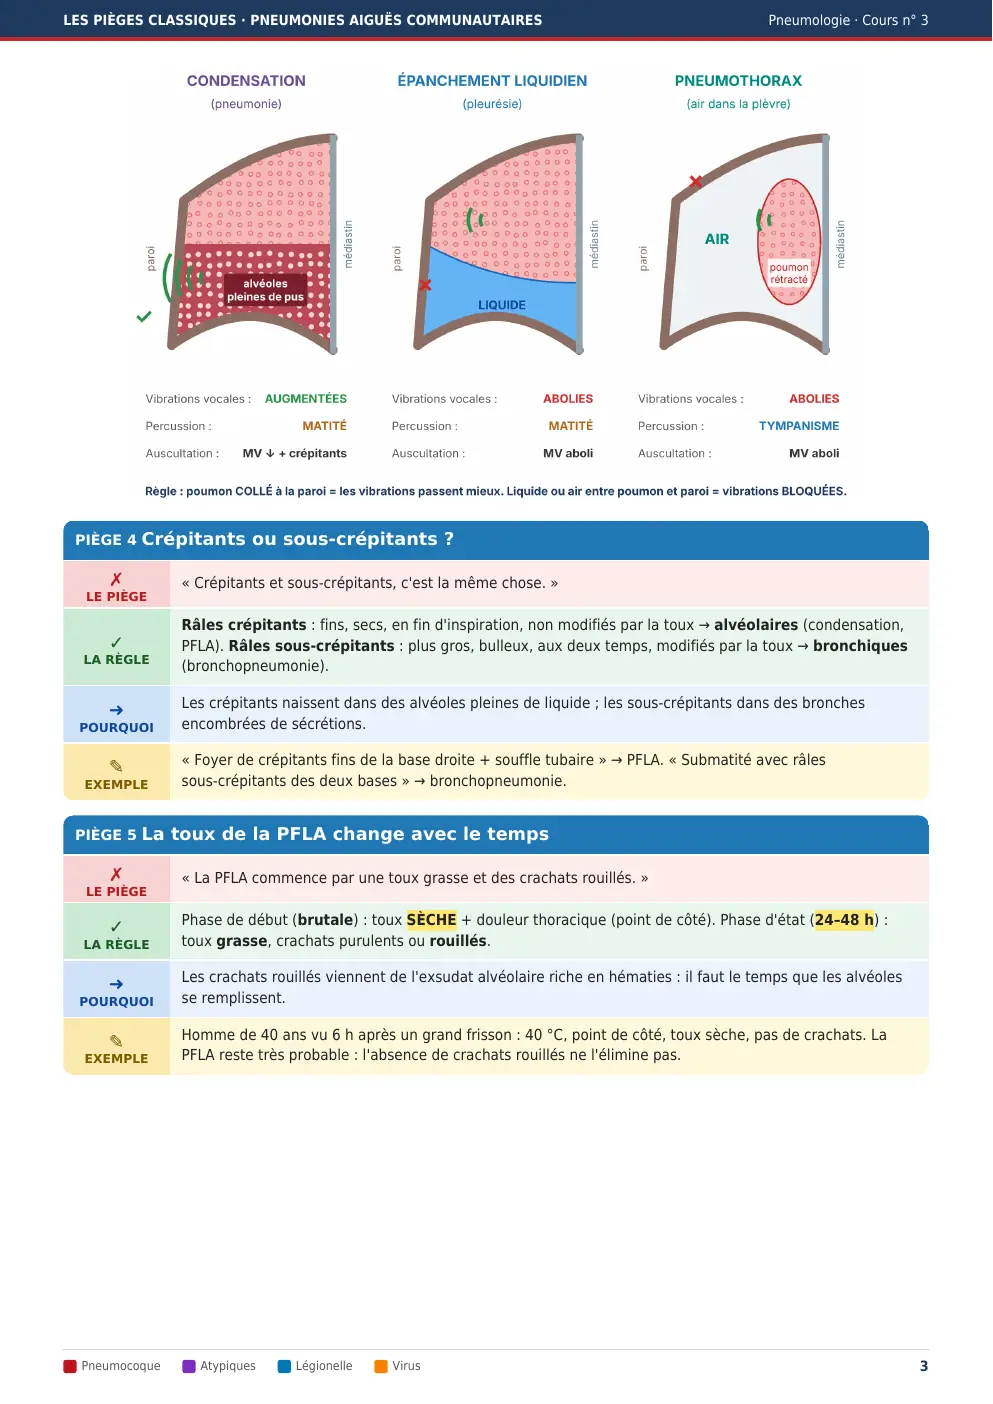 LES PIÈGES CLASSIQUES · PNEUMONIES AIGUËS COMMUNAUTAIRES
Pneumologie · Cours n° 3
CONDENSATION
(pneumonie)
paroi
médiastin
alvéoles
pleines de pus
Vibrations vocales : AUGMENTÉES
Percussion : MATITÉ
Auscultation : MV ↓ + crépitants
ÉPANCHEMENT LIQUIDIEN
(pleurésie)
paroi
médiastin
LIQUIDE
Vibrations vocales : ABOLIES
Percussion : MATITÉ
Auscultation : MV aboli
PNEUMOTHORAX
(air dans la plèvre)
paroi
médiastin
AIR
poumon
rétracté
Vibrations vocales : ABOLIES
Percussion : TYMPANISME
Auscultation : MV aboli
Règle : poumon COLLÉ à la paroi = les vibrations passent mieux. Liquide ou air entre poumon et paroi = vibrations BLOQUÉES.
PIÈGE 4 Crépitants ou sous-crépitants ?
✗
LE PIÈGE
« Crépitants et sous-crépitants, c'est la même chose. »
✓
LA RÈGLE
Râles crépitants : fins, secs, en fin d'inspiration, non modifiés par la toux → alvéolaires (condensation,
PFLA). Râles sous-crépitants : plus gros, bulleux, aux deux temps, modifiés par la toux → bronchiques
(bronchopneumonie).
➜
POURQUOI
Les crépitants naissent dans des alvéoles pleines de liquide ; les sous-crépitants dans des bronches
encombrées de sécrétions.
✎
EXEMPLE
« Foyer de crépitants fins de la base droite + souffle tubaire » → PFLA. « Submatité avec râles
sous-crépitants des deux bases » → bronchopneumonie.
PIÈGE 5 La toux de la PFLA change avec le temps
✗
LE PIÈGE
« La PFLA commence par une toux grasse et des crachats rouillés. »
✓
LA RÈGLE
Phase de début (brutale) : toux SÈCHE + douleur thoracique (point de côté). Phase d'état (24–48 h) :
toux grasse, crachats purulents ou rouillés.
➜
POURQUOI
Les crachats rouillés viennent de l'exsudat alvéolaire riche en hématies : il faut le temps que les alvéoles
se remplissent.
✎
EXEMPLE
Homme de 40 ans vu 6 h après un grand frisson : 40 °C, point de côté, toux sèche, pas de crachats. La
PFLA reste très probable : l'absence de crachats rouillés ne l'élimine pas.
Pneumocoque
Atypiques
Légionelle
Virus
3